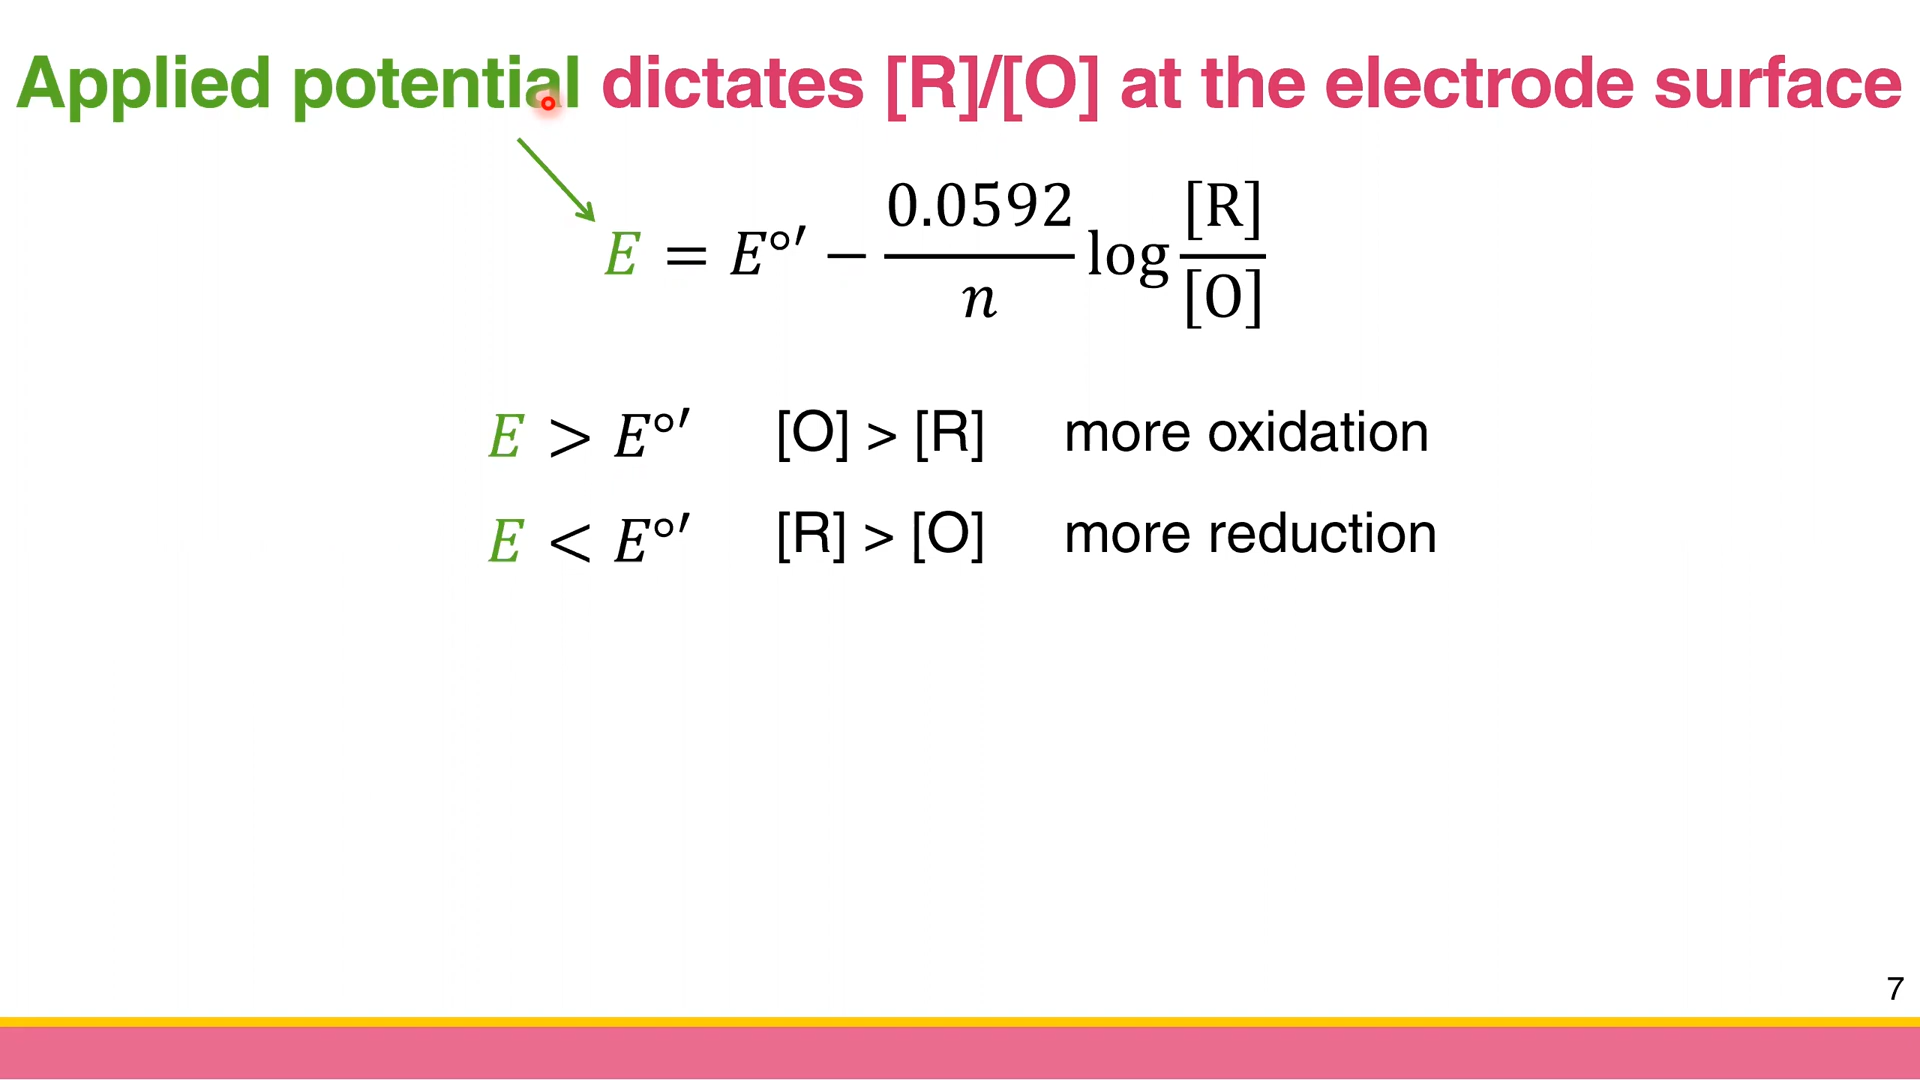 Applied potential dictates [R]/[O] at the electrode surface
E = E°′ − 0.0592/n log [R]/[O]
E > E°′ [O] > [R] more oxidation
E < E°′ [R] > [O] more reduction
7